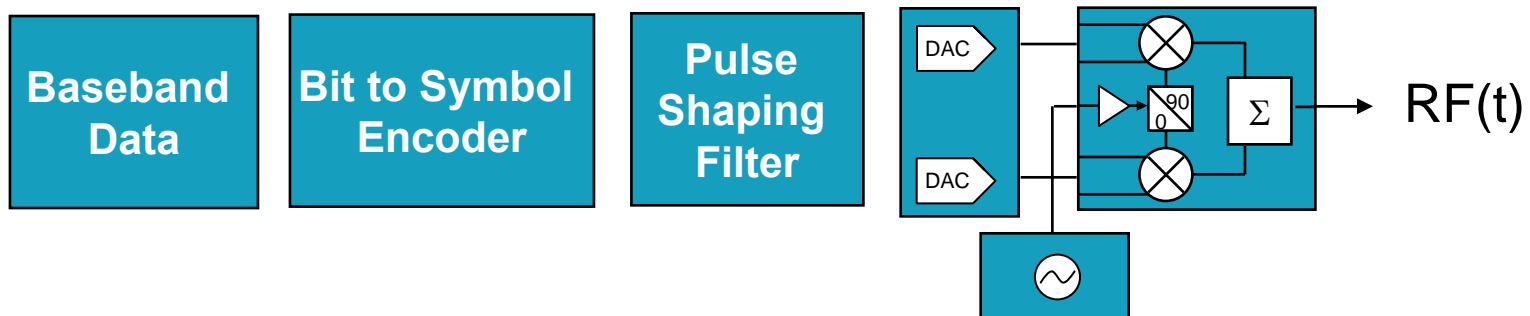 Baseband
Data
Bit to Symbol
Encoder
Pulse
Shaping
Filter
DAC
DAC
90
0
Σ
RF(t)